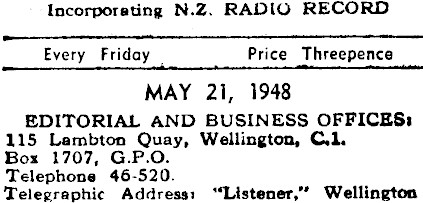 Incorporating N.Z. RADIO RECORD
Every Friday Price Threepence
MAY 21, 1948
EDITORIAL AND BUSINESS OFFICES:
115 Lambton Quay, Wellington, C.1.
Box 1707, G.P.O.
Telephone 46-520.
Telegraphic Address: "Listener," Wellington